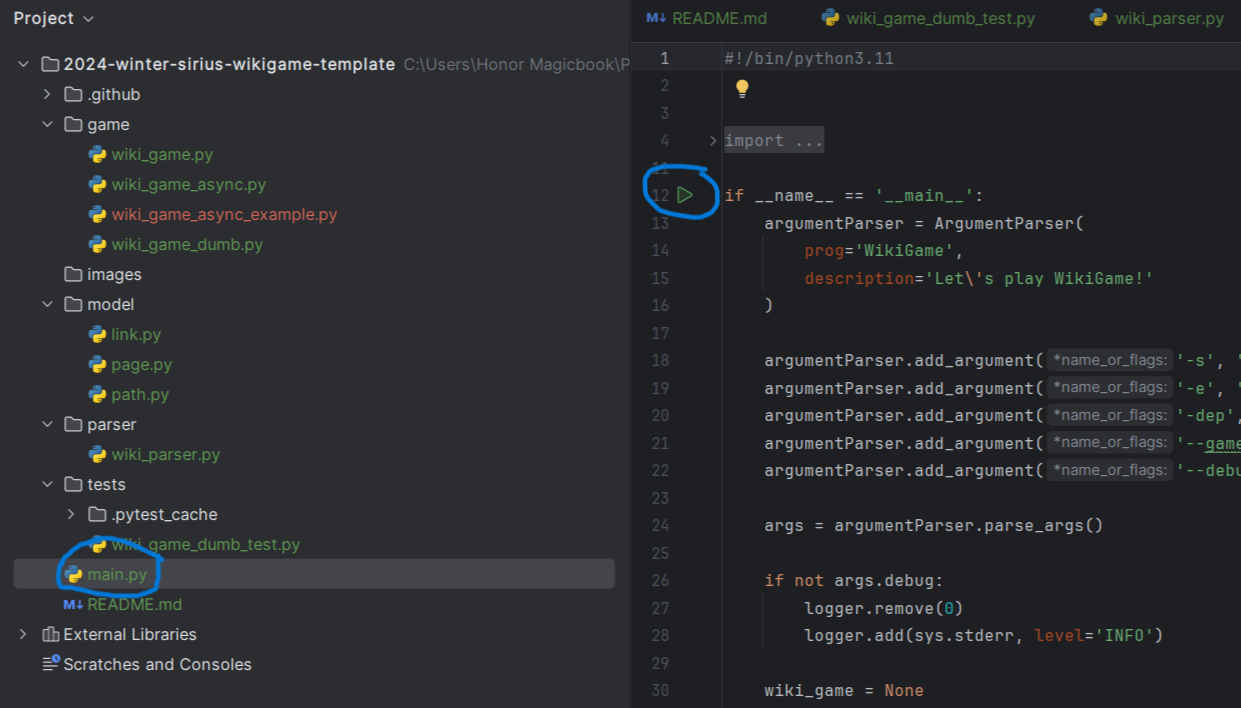 Project
2024-winter-sirius-wikigame-template C:\Users\Honor Magicbook\P
.github
game
wiki_game.py
wiki_game_async.py
wiki_game_async_example.py
wiki_game_dumb.py
images
model
link.py
page.py
path.py
parser
wiki_parser.py
tests
.pytest_cache
wiki_game_dumb_test.py
main.py
M↓ README.md
External Libraries
Scratches and Consoles
M↓ README.md wiki_game_dumb_test.py wiki_parser.py
1 #!/bin/python3.11
2
3
4 import ...
11
12 if __name__ == '__main__':
13 argumentParser = ArgumentParser(
14 prog='WikiGame',
15 description='Let\'s play WikiGame!'
16 )
17
18 argumentParser.add_argument( *name_or_flags: '-s', '
19 argumentParser.add_argument( *name_or_flags: '-e', '
20 argumentParser.add_argument( *name_or_flags: '-dep',
21 argumentParser.add_argument( *name_or_flags: '--game
22 argumentParser.add_argument( *name_or_flags: '--debu
23
24 args = argumentParser.parse_args()
25
26 if not args.debug:
27 logger.remove(0)
28 logger.add(sys.stderr, level='INFO')
29
30 wiki_game = None